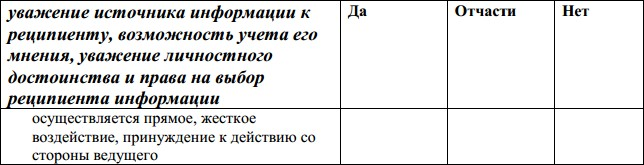 уважение источника информации к Да Отчасти Нет
реципиенту, возможность учета его
мнения, уважение личностного
достоинства и права на выбор
реципиента информации
осуществляется прямое, жесткое
воздействие, принуждение к действию со
стороны ведущего